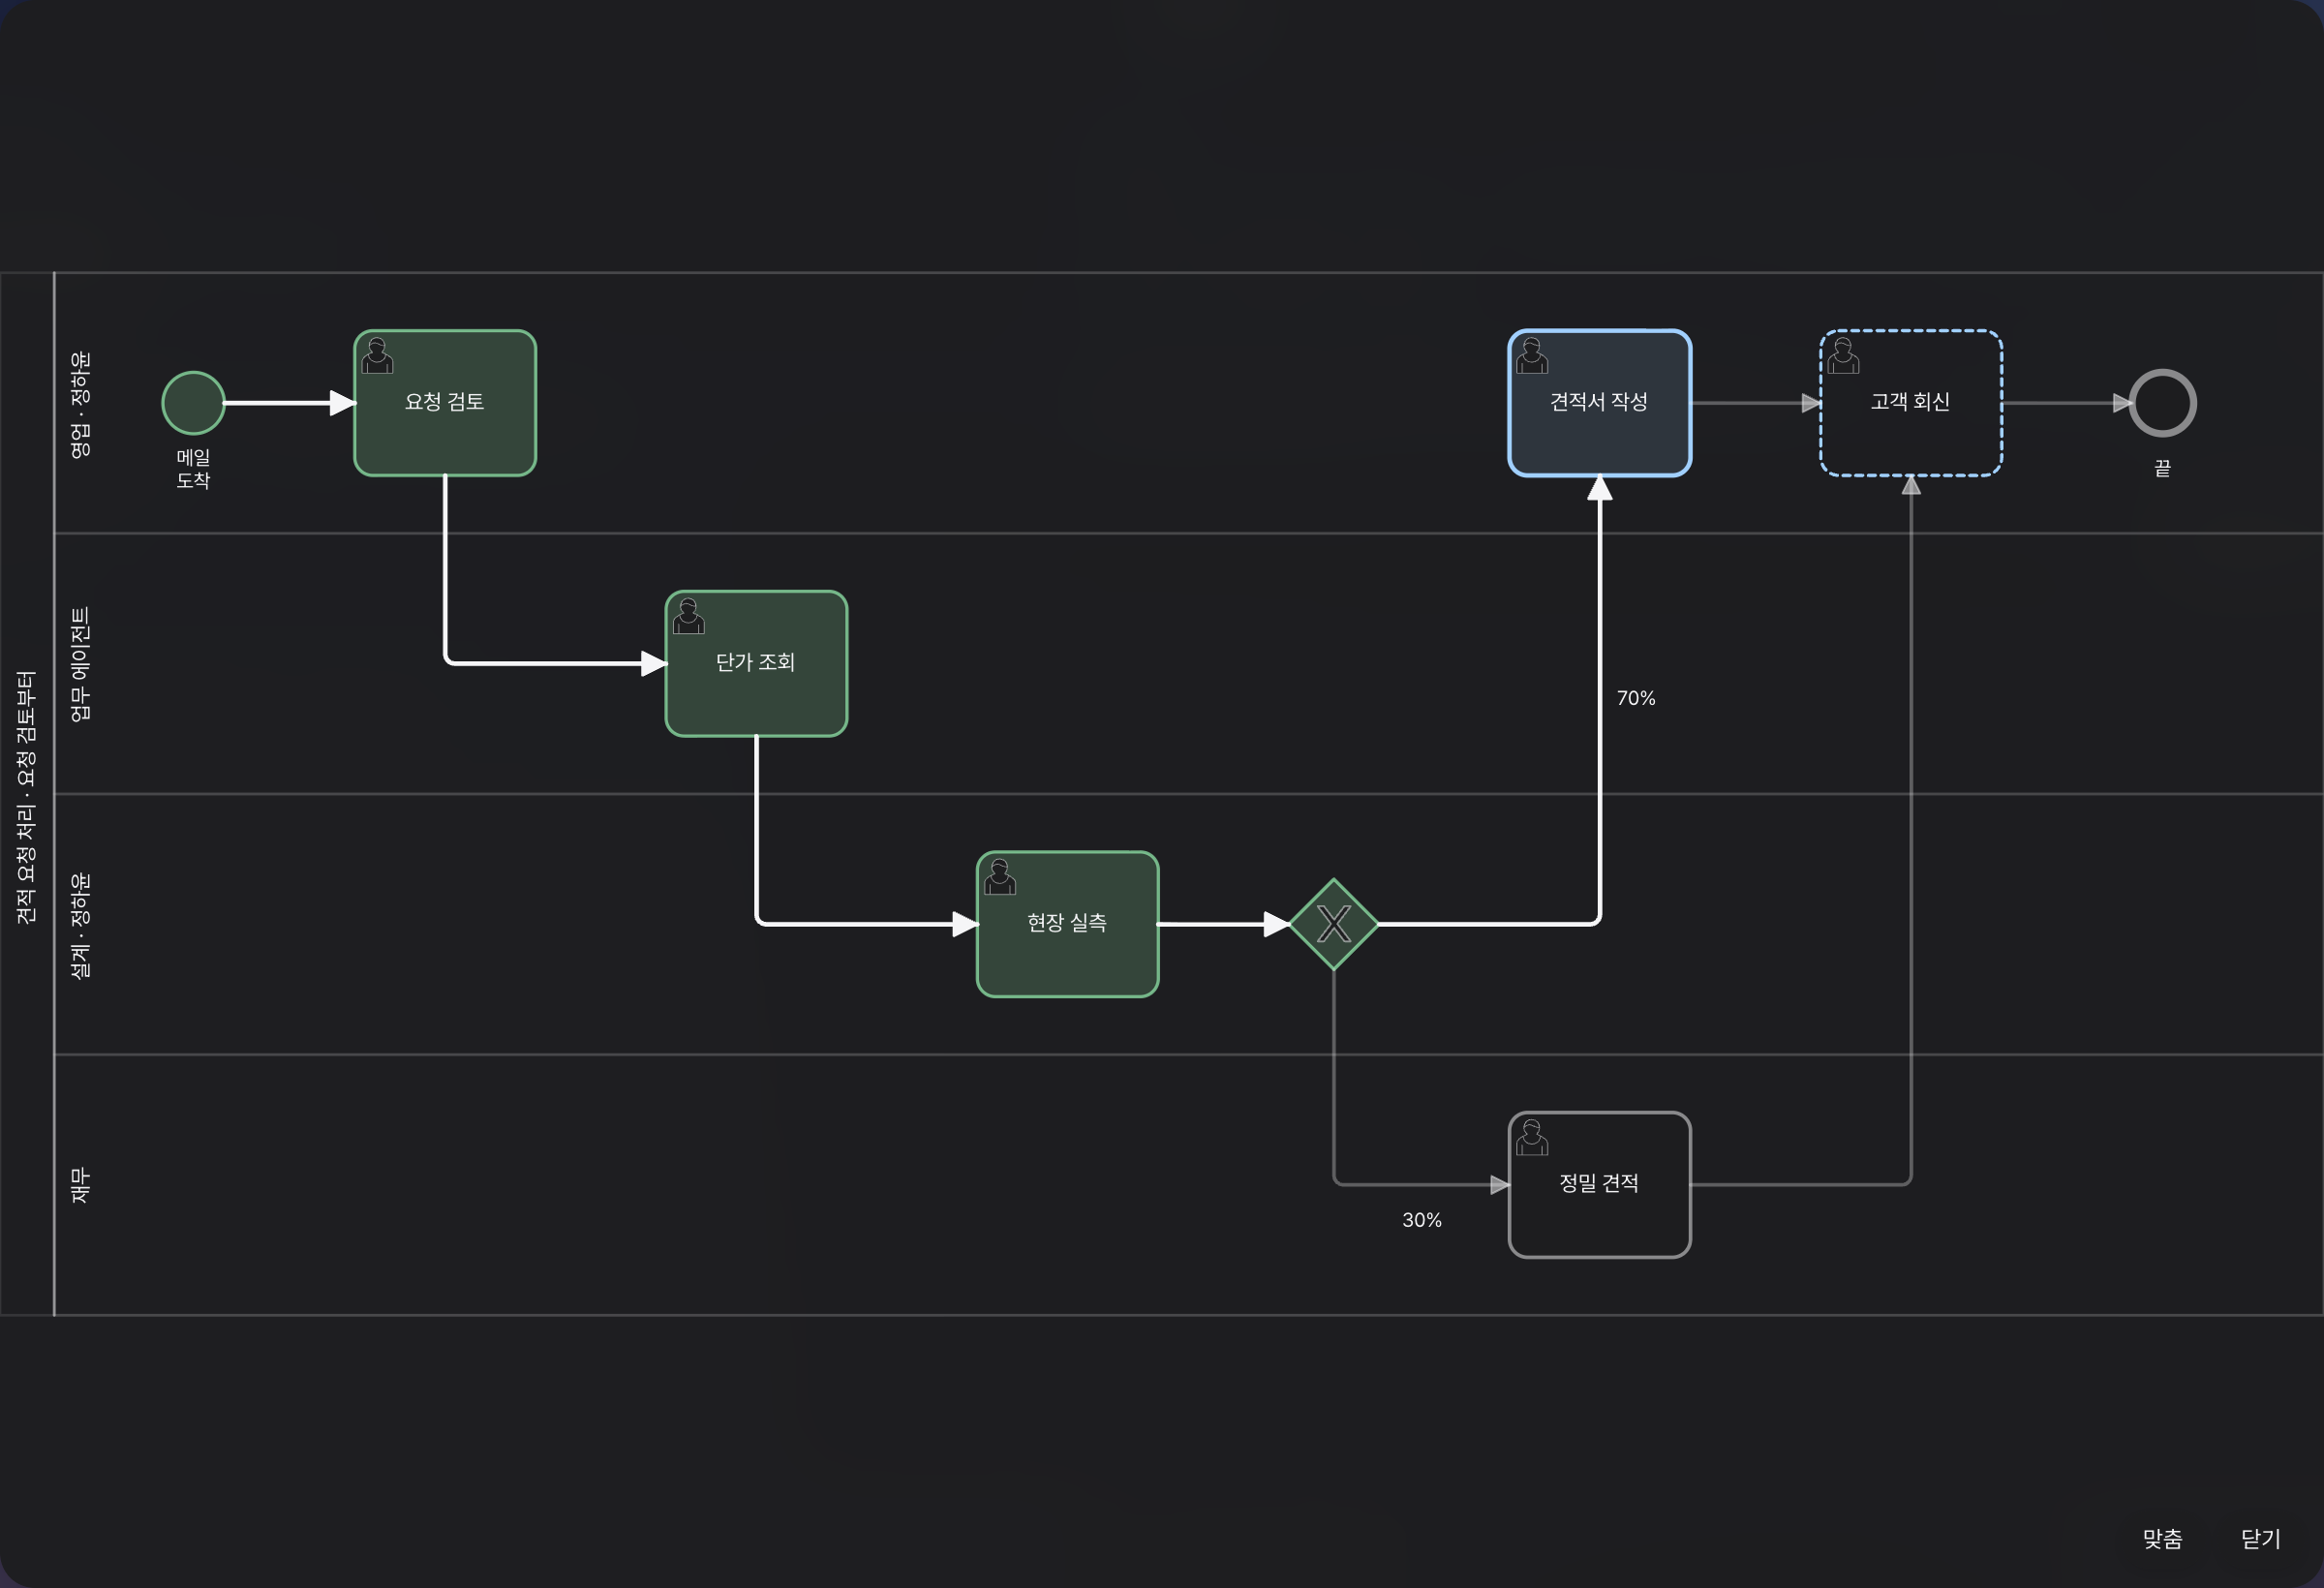 견적 요청 처리 · 요청 검토부터
영업 · 정하윤
메일
도착
요청 검토
견적서 작성
고객 회신
끝
업무 에이전트
단가 조회
70%
설계 · 정하윤
현장 실측
X
재무
정밀 견적
30%
맞춤
닫기